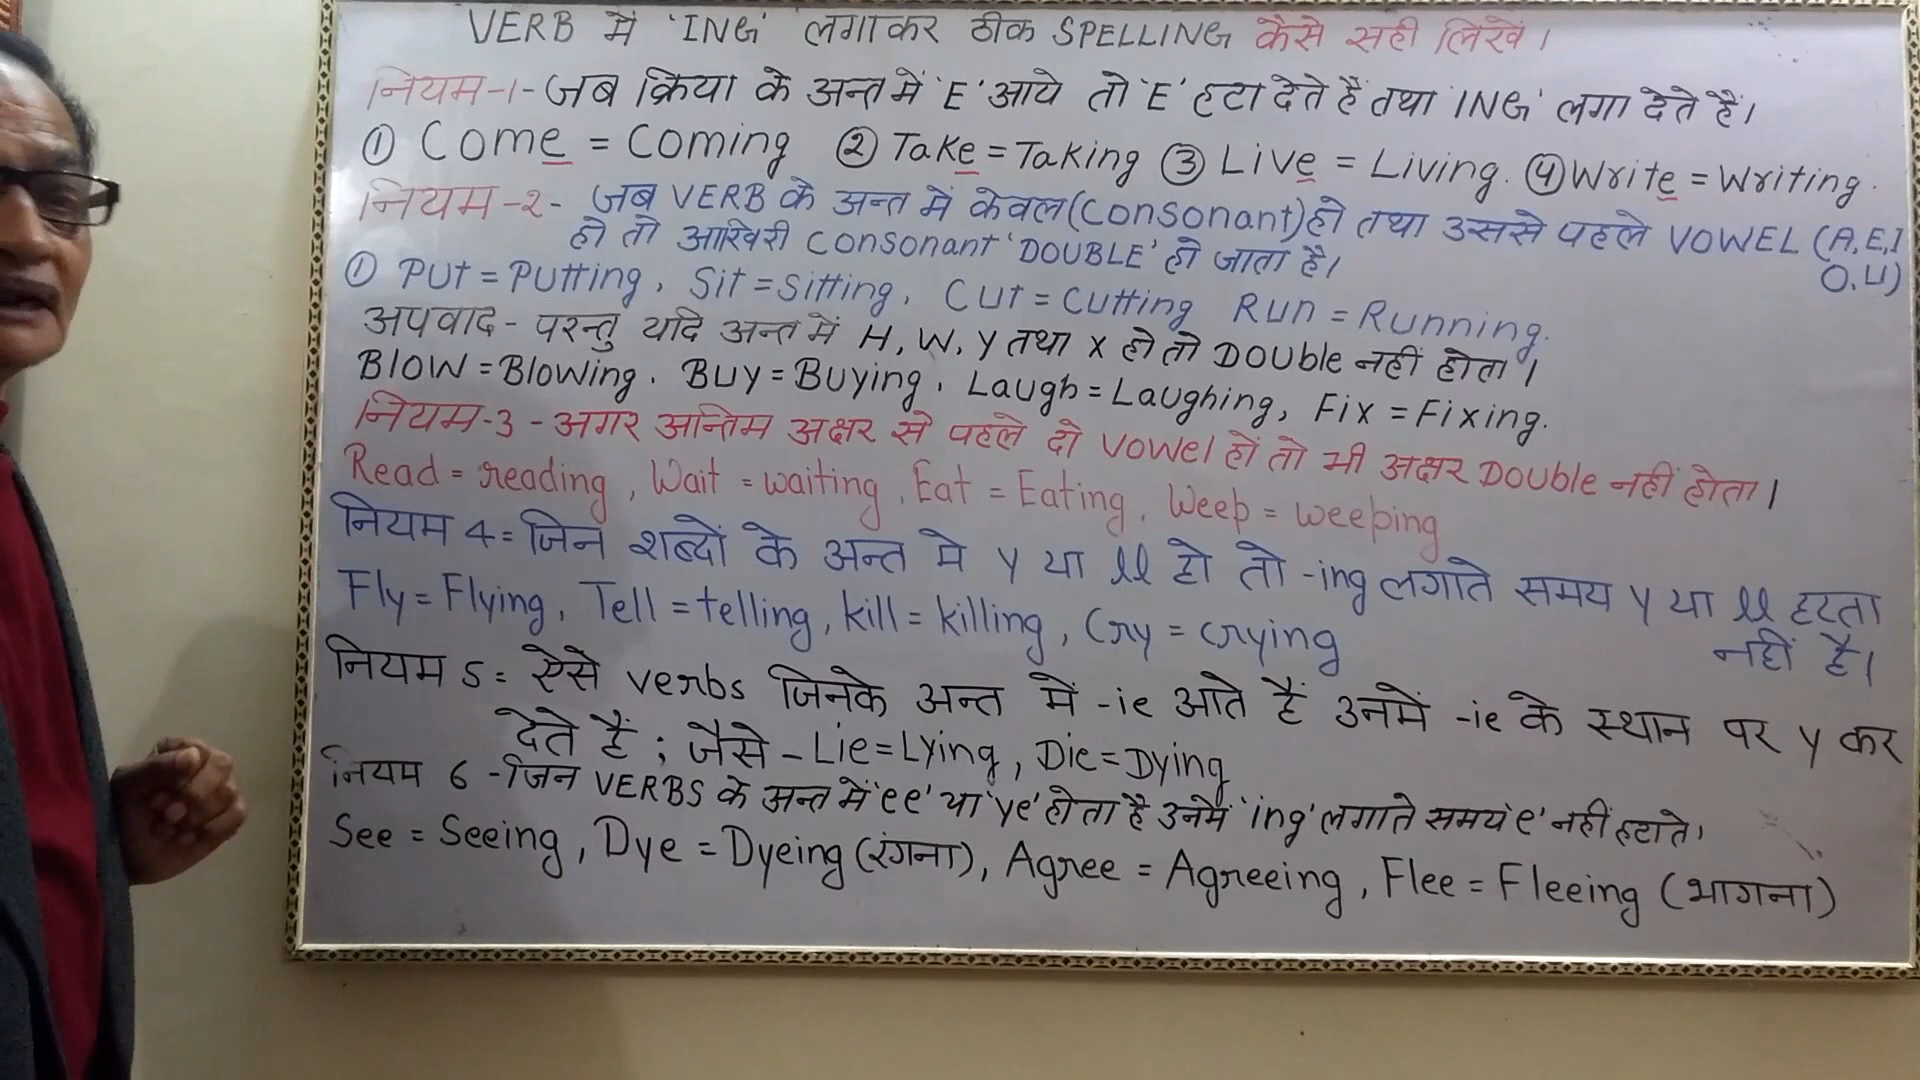 VERB में 'ING' लगाकर ठीक SPELLING कैसे सही लिखें।
नियम-1- जब क्रिया के अन्त में 'E' आये तो 'E' हटा देते हैं तथा 'ING' लगा देते हैं।
① Come = Coming ② Take = Taking ③ Live = Living. ④ Write = Writing.
नियम-2- जब VERB के अन्त में केवल (Consonant) हो तथा उससे पहले VOWEL (A,E,I
O,U)
हो तो आखिरी Consonant 'DOUBLE' हो जाता है।
① Put = Putting, Sit = Sitting, Cut = Cutting Run = Running.
अपवाद - परन्तु यदि अन्त में H, W, Y तथा X हो तो Double नहीं होता।
Blow = Blowing. Buy = Buying, Laugh = Laughing, Fix = Fixing.
नियम-3 - अगर अन्तिम अक्षर से पहले दो Vowel हों तो भी अक्षर Double नहीं होता।
Read = reading, Wait = waiting, Eat = Eating, Weep = weeping
नियम 4 = जिन शब्दों के अन्त मे y या ll हो तो -ing लगाते समय y या ll हटता
नहीं है।
Fly = Flying, Tell = telling, kill = killing, Cry = crying
नियम 5 = ऐसे verbs जिनके अन्त में -ie आते हैं उनमें -ie के स्थान पर y कर
देते हैं ; जैसे - Lie = Lying, Die = Dying
नियम 6 - जिन VERBS के अन्त में 'ee' या 'ye' होता है उनमें 'ing' लगाते समय 'e' नहीं हटाते।
See = Seeing, Dye = Dyeing (रंगना), Agree = Agreeing, Flee = Fleeing (भागना)